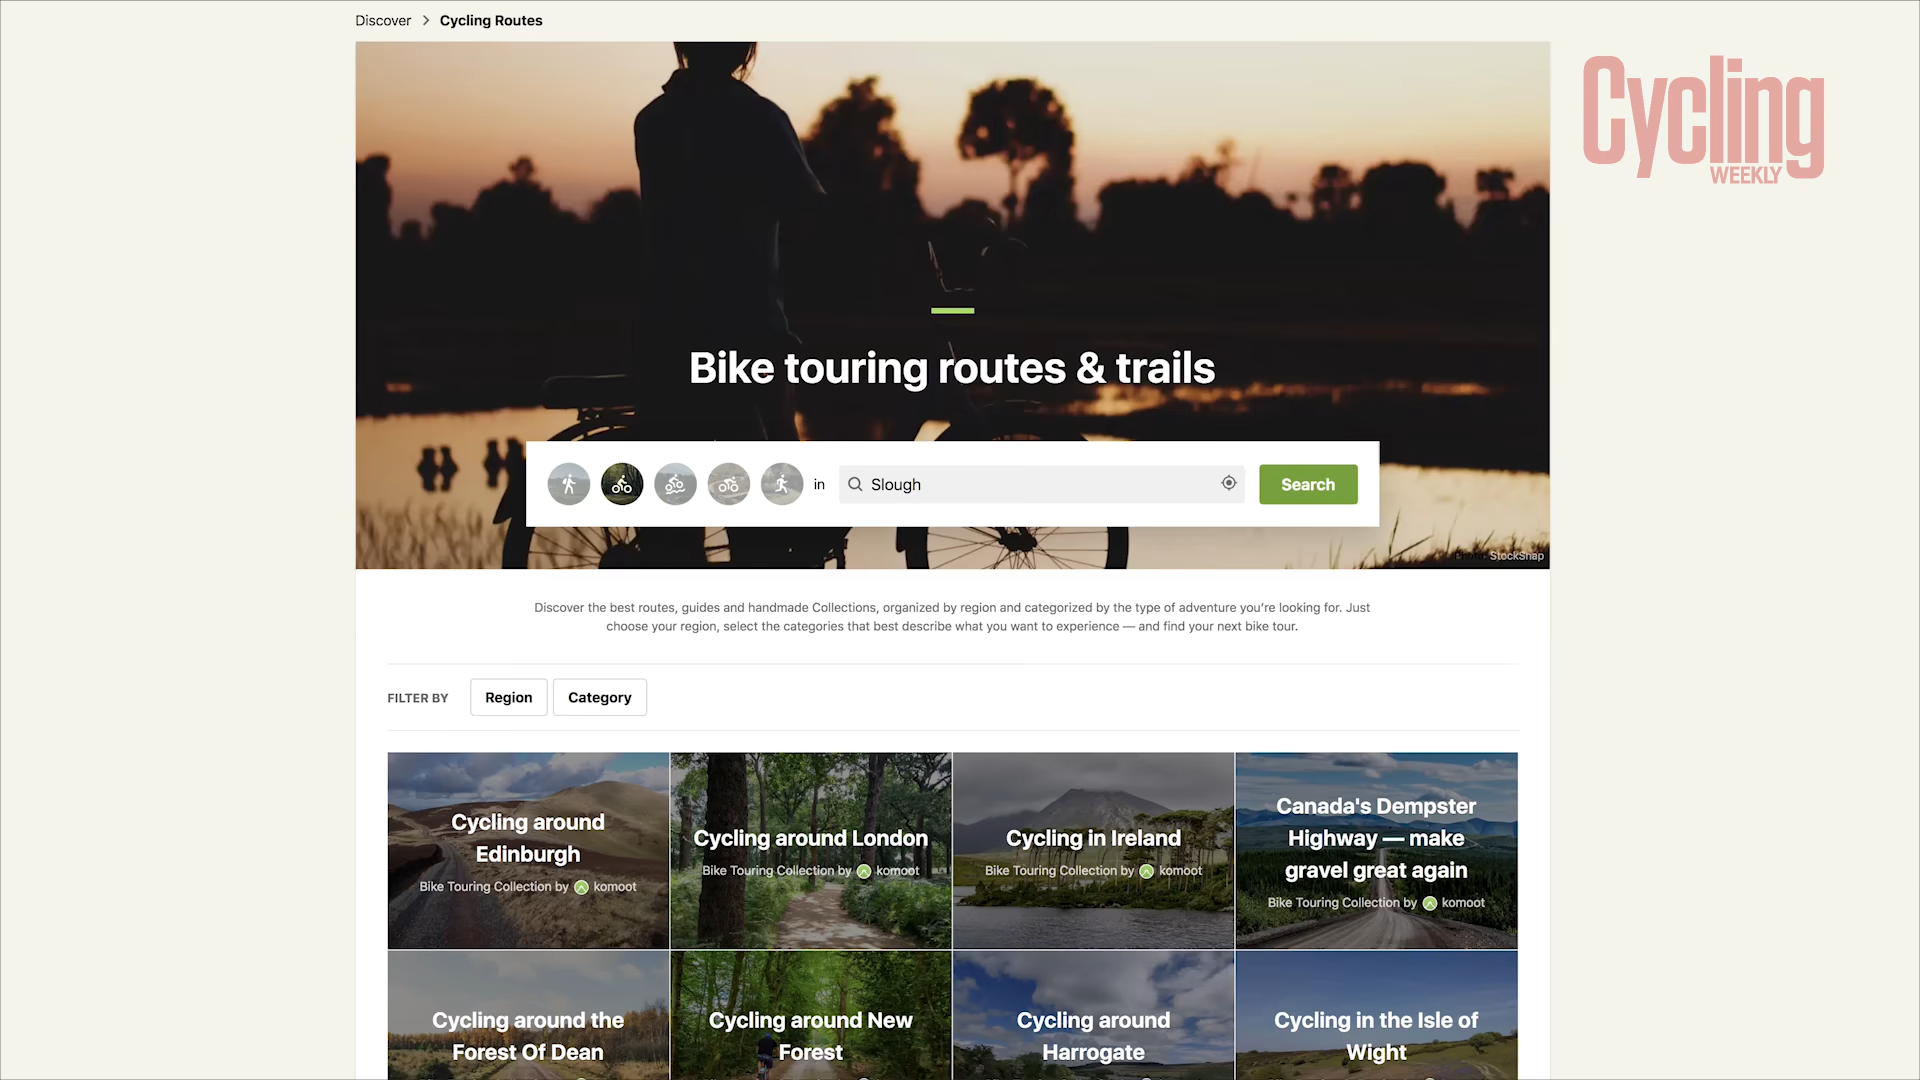 Discover
Cycling Routes
Cycling
WEEKLY
Bike touring routes & trails
in
Slough
Search
StockSnap
Discover the best routes, guides and handmade Collections, organized by region and categorized by the type of adventure you’re looking for. Just
choose your region, select the categories that best describe what you want to experience — and find your next bike tour.
FILTER BY
Region
Category
Cycling around
Edinburgh
Bike Touring Collection by komoot
Cycling around London
Bike Touring Collection by komoot
Cycling in Ireland
Bike Touring Collection by komoot
Canada's Dempster
Highway — make
gravel great again
Bike Touring Collection by komoot
Cycling around the
Forest Of Dean
Cycling around New
Forest
Cycling around
Harrogate
Cycling in the Isle of
Wight